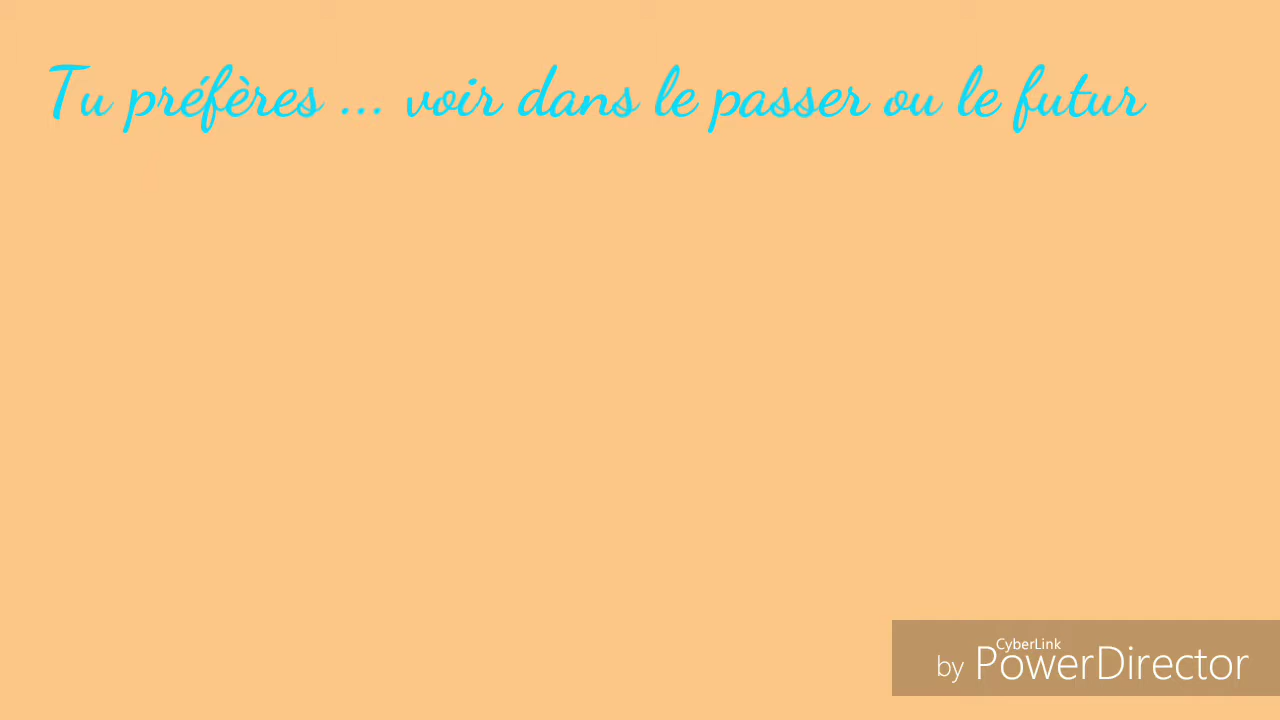 Tu préfères ... voir dans le passer ou le futur
CyberLink
by PowerDirector